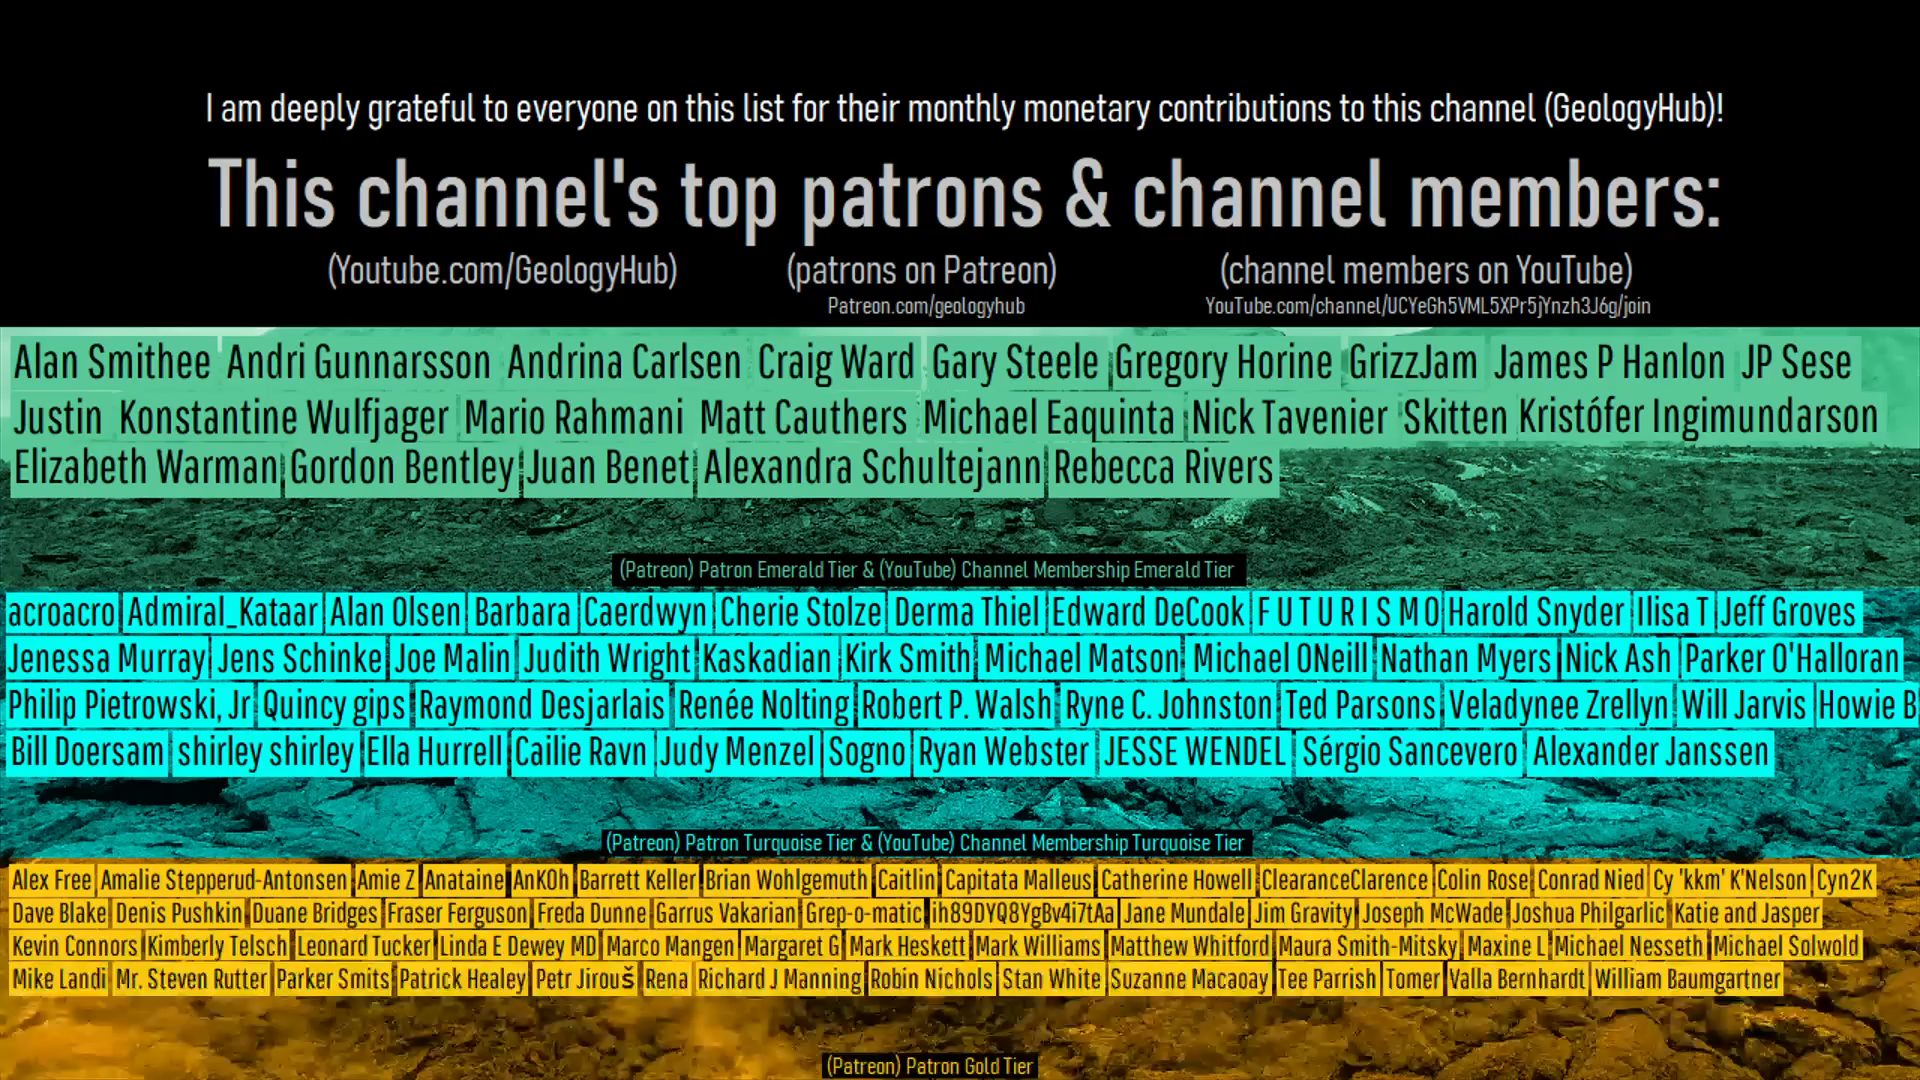 I am deeply grateful to everyone on this list for their monthly monetary contributions to this channel (GeologyHub)!
This channel's top patrons & channel members:
(Youtube.com/GeologyHub) (patrons on Patreon) (channel members on YouTube)
Patreon.com/geologyhub YouTube.com/channel/UCYeGh5VML5XPr5jYnzh3J6g/join
Alan Smithee Andri Gunnarsson Andrina Carlsen Craig Ward Gary Steele Gregory Horine GrizzJam James P Hanlon JP Sese
Justin Konstantine Wulfjager Mario Rahmani Matt Cauthers Michael Eaquinta Nick Tavenier Skitten Kristófer Ingimundarson
Elizabeth Warman Gordon Bentley Juan Benet Alexandra Schultejann Rebecca Rivers
(Patreon) Patron Emerald Tier & (YouTube) Channel Membership Emerald Tier
acroacro Admiral_Kataar Alan Olsen Barbara Caerdwyn Cherie Stolze Derma Thiel Edward DeCook F U T U R I S M O Harold Snyder Ilisa T Jeff Groves
Jenessa Murray Jens Schinke Joe Malin Judith Wright Kaskadian Kirk Smith Michael Matson Michael ONeill Nathan Myers Nick Ash Parker O'Halloran
Philip Pietrowski, Jr Quincy gips Raymond Desjarlais Renée Nolting Robert P. Walsh Ryne C. Johnston Ted Parsons Veladynee Zrellyn Will Jarvis Howie B
Bill Doersam shirley shirley Ella Hurrell Cailie Ravn Judy Menzel Sogno Ryan Webster JESSE WENDEL Sérgio Sancevero Alexander Janssen
(Patreon) Patron Turquoise Tier & (YouTube) Channel Membership Turquoise Tier
Alex Free Amalie Stepperud-Antonsen Amie Z Anataine AnKOh Barrett Keller Brian Wohlgemuth Caitlin Capitata Malleus Catherine Howell ClearanceClarence Colin Rose Conrad Nied Cy 'kkm' K'Nelson Cyn2K
Dave Blake Denis Pushkin Duane Bridges Fraser Ferguson Freda Dunne Garrus Vakarian Grep-o-matic ih89DYQ8YgBv4i7tAa Jane Mundale Jim Gravity Joseph McWade Joshua Philgarlic Katie and Jasper
Kevin Connors Kimberly Telsch Leonard Tucker Linda E Dewey MD Marco Mangen Margaret G Mark Heskett Mark Williams Matthew Whitford Maura Smith-Mitsky Maxine L Michael Nesseth Michael Solwold
Mike Landi Mr. Steven Rutter Parker Smits Patrick Healey Petr Jirouš Rena Richard J Manning Robin Nichols Stan White Suzanne Macaoay Tee Parrish Tomer Valla Bernhardt William Baumgartner
(Patreon) Patron Gold Tier